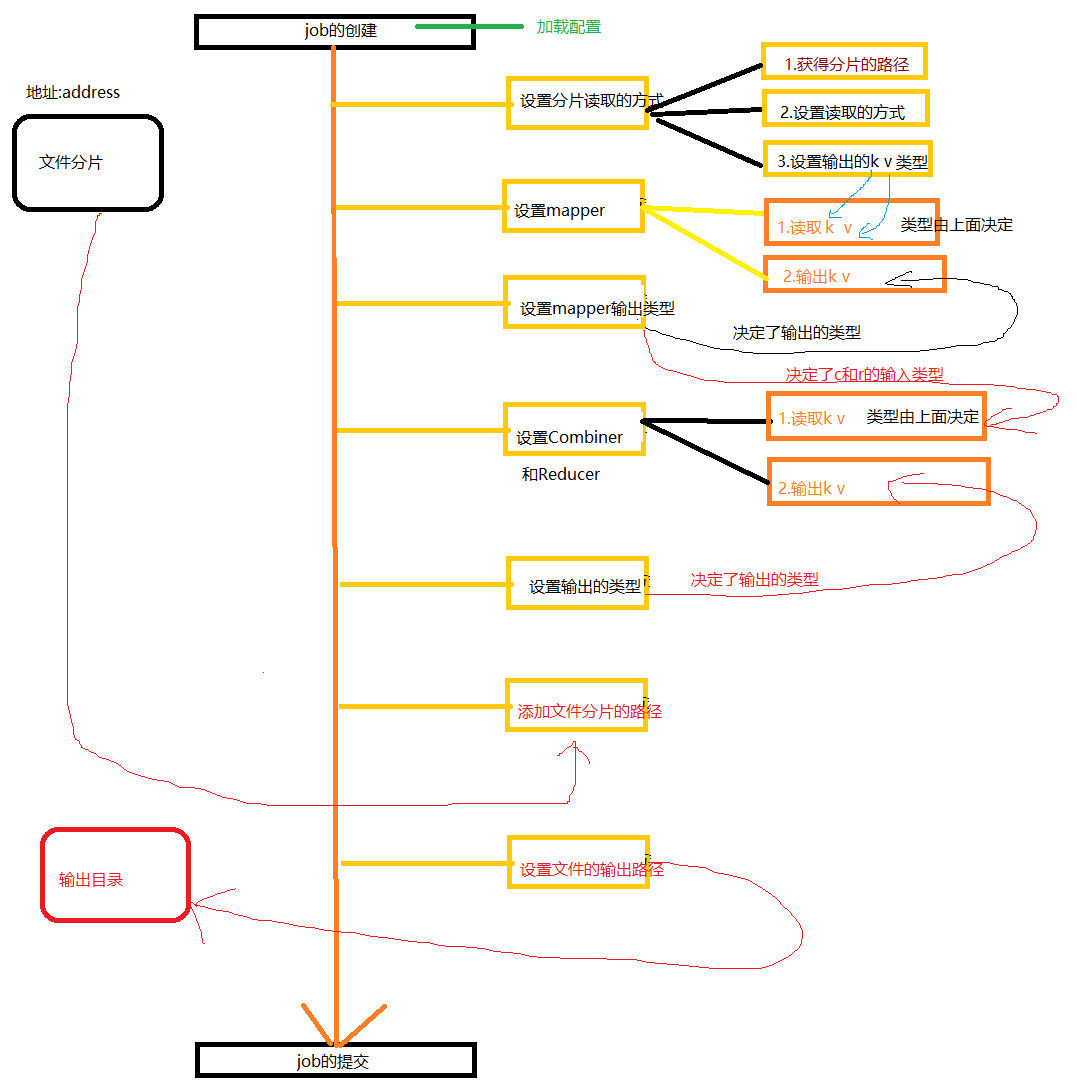 job的创建
加载配置
地址:address
文件分片
设置分片读取的方式
1.获得分片的路径
2.设置读取的方式
3.设置输出的k v 类型
设置mapper
1.读取 k v
类型由上面决定
2.输出k v
设置mapper输出类型
决定了输出的类型
决定了c和r的输入类型
设置Combiner
和Reducer
1.读取k v
类型由上面决定
2.输出k v
设置输出的类型
决定了输出的类型
添加文件分片的路径
设置文件的输出路径
输出目录
job的提交